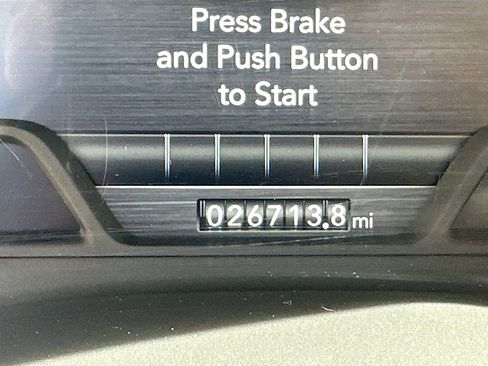 Press Brake
and Push Button
to Start
026713.8 mi